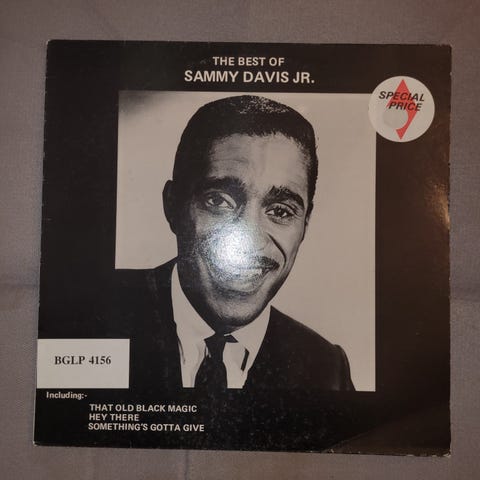 THE BEST OF
SAMMY DAVIS JR.
SPECIAL
PRICE
BGLP 4156
Including:-
THAT OLD BLACK MAGIC
HEY THERE
SOMETHING'S GOTTA GIVE